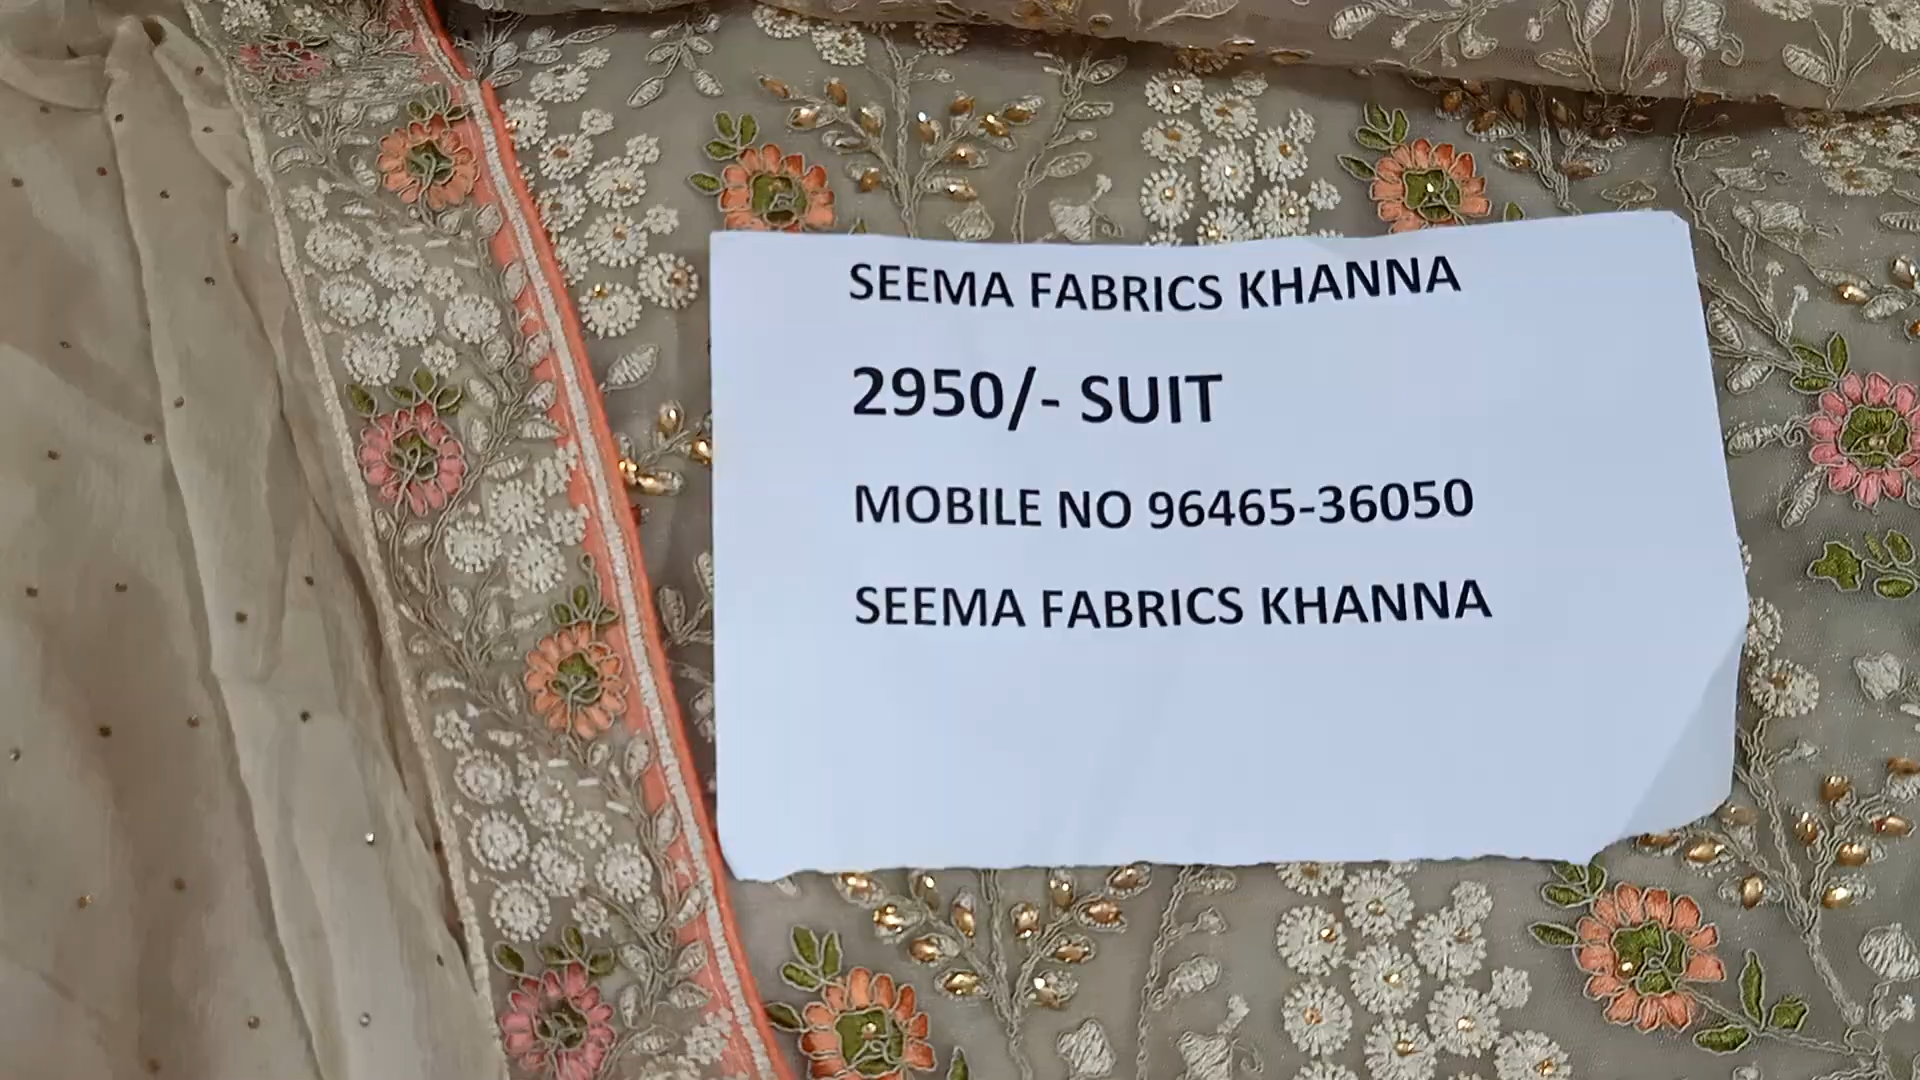 SEEMA FABRICS KHANNA
2950/- SUIT
MOBILE NO 96465-36050
SEEMA FABRICS KHANNA